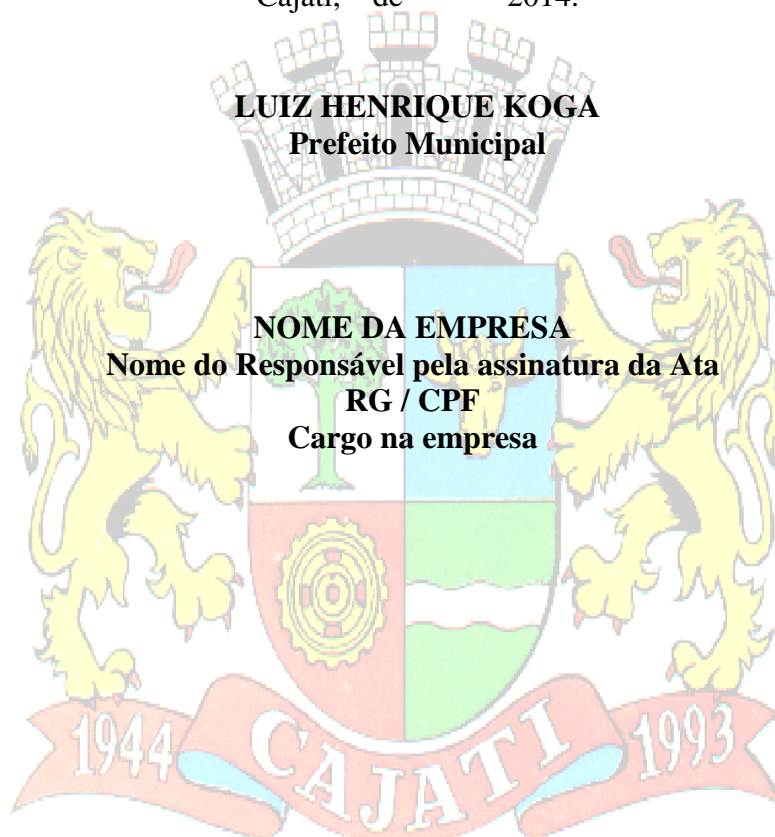 Cajati, de 2014.
LUIZ HENRIQUE KOGA
Prefeito Municipal
NOME DA EMPRESA
Nome do Responsável pela assinatura da Ata
RG / CPF
Cargo na empresa
1944 CAJATI 1993